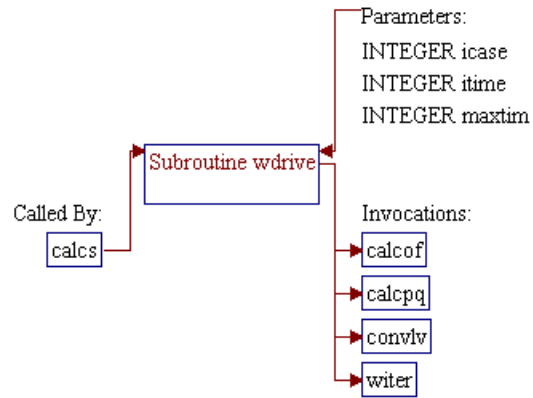 Parameters:
INTEGER icase
INTEGER itime
INTEGER maxtim
Subroutine wdrive
Called By:
calcs
Invocations:
calcof
calcpq
convlv
witer